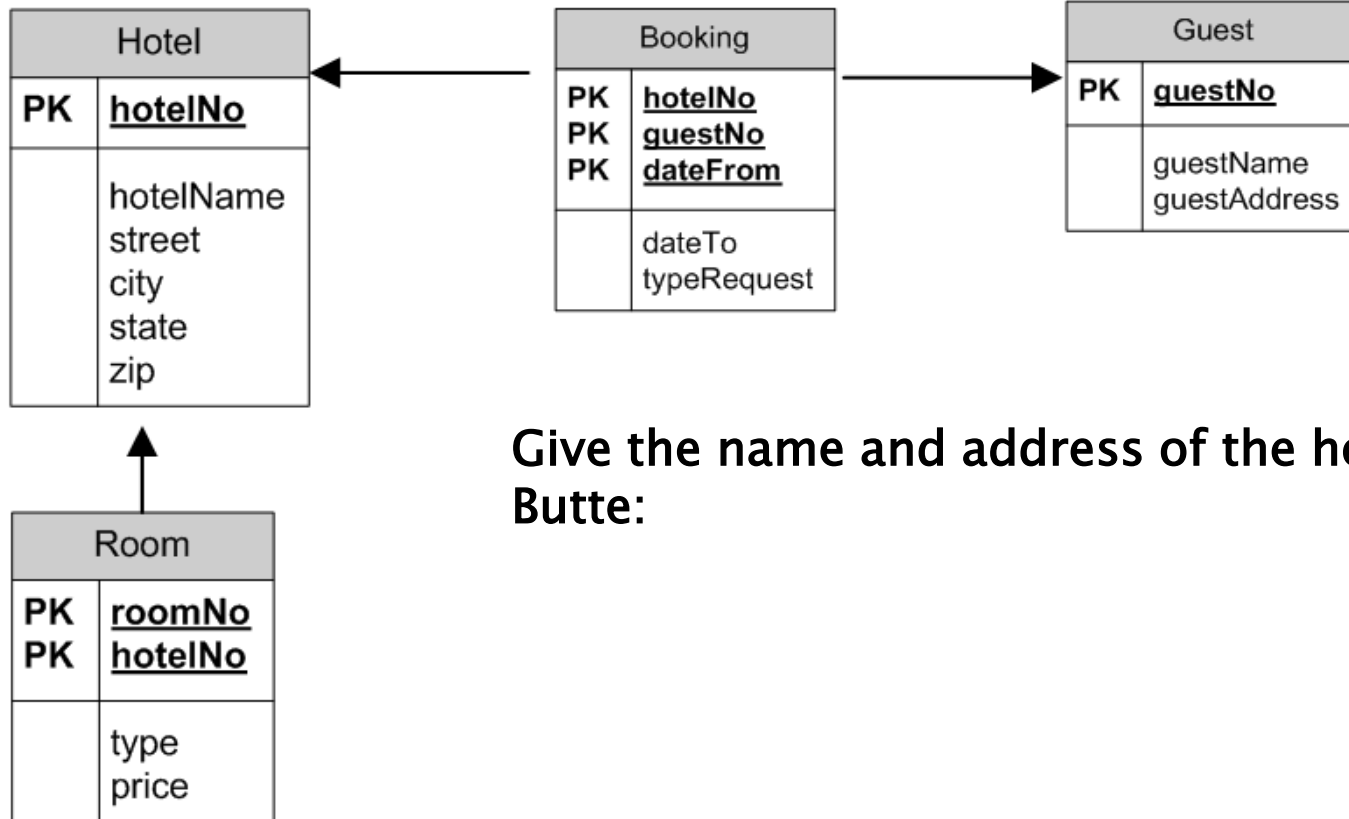 Hotel
PK hotelNo
hotelName
street
city
state
zip
Booking
PK hotelNo
PK guestNo
PK dateFrom
dateTo
typeRequest
Guest
PK guestNo
guestName
guestAddress
Give the name and address of the
Butte:
Room
PK roomNo
PK hotelNo
type
price